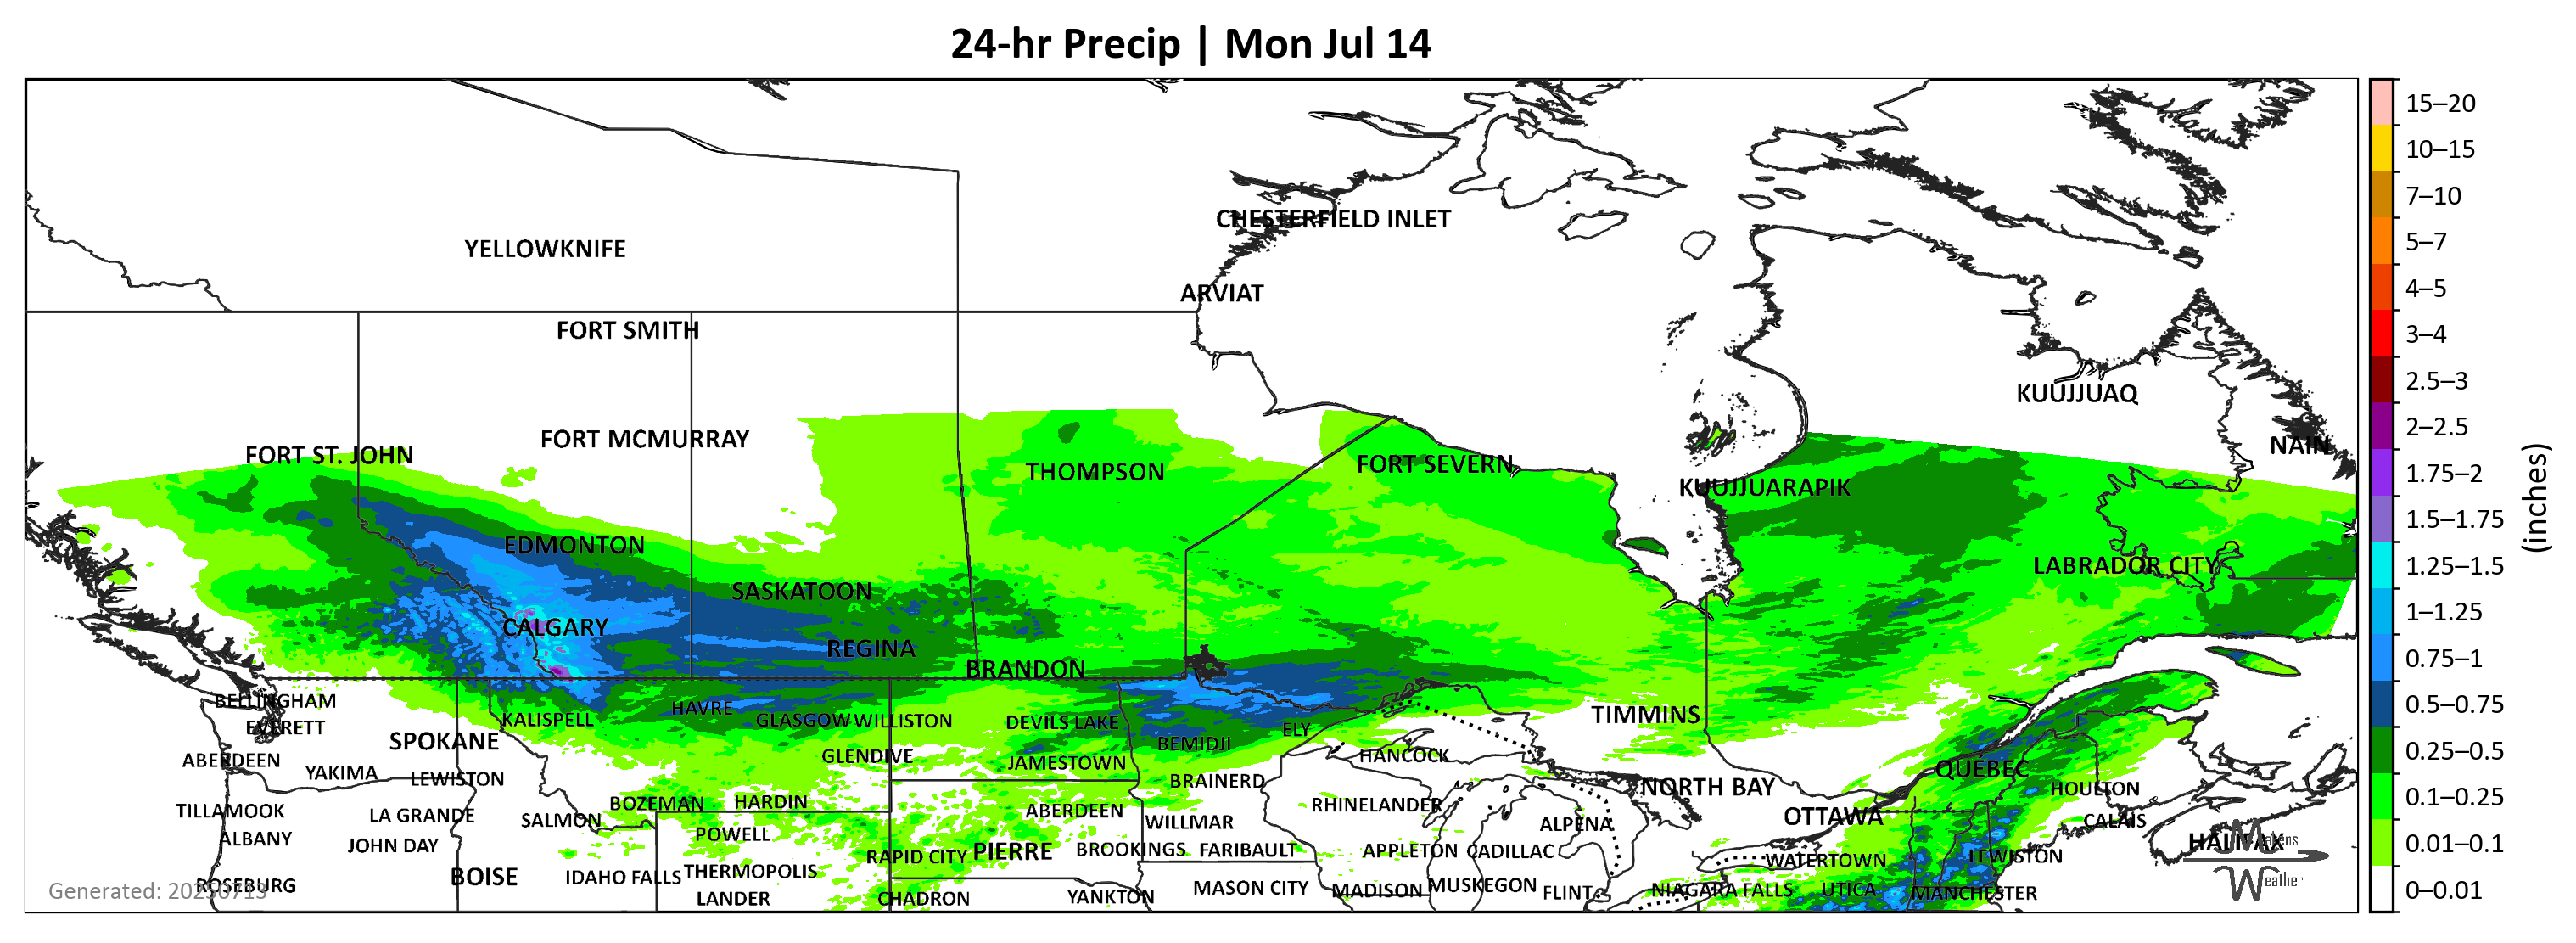 24-hr Precip | Mon Jul 14
CHESTERFIELD INLET
YELLOWKNIFE
ARVIAT
FORT SMITH
KUUJJUAQ
FORT MCMURRAY
NAIN
FORT ST. JOHN
FORT SEVERN
THOMPSON
KUUJJUARAPIK
EDMONTON
LABRADOR CITY
SASKATOON
CALGARY
REGINA
BRANDON
BELLINGHAM
HAVRE
KALISPELL
GLASGOW
WILLISTON
DEVILS LAKE
TIMMINS
EVERETT
ELY
SPOKANE
BEMIDJI
GLENDIVE
HANCOCK
ABERDEEN
JAMESTOWN
QUEBEC
YAKIMA
LEWISTON
BRAINERD
NORTH BAY
HOULTON
BOZEMAN
HARDIN
RHINELANDER
TILLAMOOK
LA GRANDE
ABERDEEN
OTTAWA
SALMON
WILLMAR
ALPENA
CALAIS
POWELL
ALBANY
HALIFAX
JOHN DAY
RAPID CITY
PIERRE
BROOKINGS
FARIBAULT
APPLETON
CADILLAC
WATERTOWN
LEWISTON
BOISE
IDAHO FALLS
THERMOPOLIS
ROSEBURG
MASON CITY
MADISON
MUSKEGON
FLINT
NIAGARA FALLS
UTICA
MANCHESTER
LANDER
CHADRON
YANKTON
Matens
Weather
Generated: 20250713
15–20
10–15
7–10
5–7
4–5
3–4
2.5–3
2–2.5
1.75–2
1.5–1.75
1.25–1.5
1–1.25
0.75–1
0.5–0.75
0.25–0.5
0.1–0.25
0.01–0.1
0–0.01
(inches)